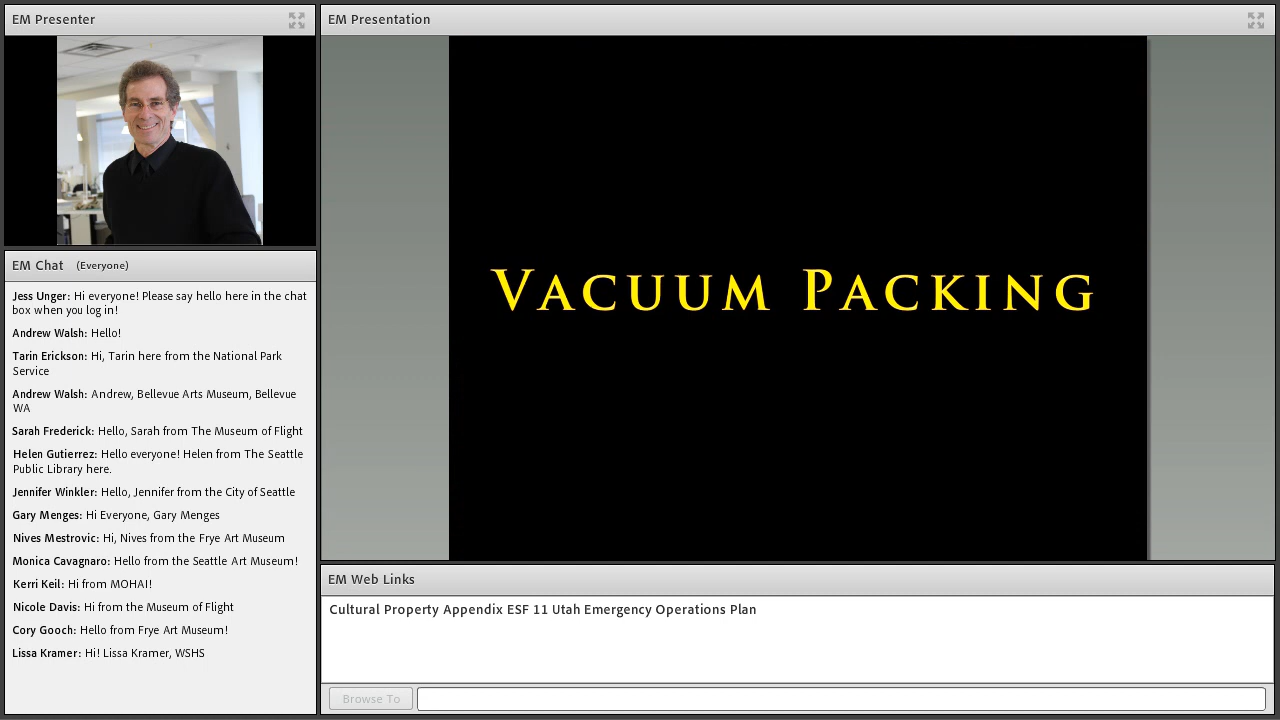 EM Presenter
EM Presentation
VACUUM PACKING
EM Chat (Everyone)
Jess Unger: Hi everyone! Please say hello here in the chat
box when you log in!
Andrew Walsh: Hello!
Tarin Erickson: Hi, Tarin here from the National Park
Service
Andrew Walsh: Andrew, Bellevue Arts Museum, Bellevue
WA
Sarah Frederick: Hello, Sarah from The Museum of Flight
Helen Gutierrez: Hello everyone! Helen from The Seattle
Public Library here.
Jennifer Winkler: Hello, Jennifer from the City of Seattle
Gary Menges: Hi Everyone, Gary Menges
Nives Mestrovic: Hi, Nives from the Frye Art Museum
Monica Cavagnaro: Hello from the Seattle Art Museum!
Kerri Keil: Hi from MOHAI!
Nicole Davis: Hi from the Museum of Flight
Cory Gooch: Hello from Frye Art Museum!
Lissa Kramer: Hi! Lissa Kramer, WSHS
EM Web Links
Cultural Property Appendix ESF 11 Utah Emergency Operations Plan
Browse To